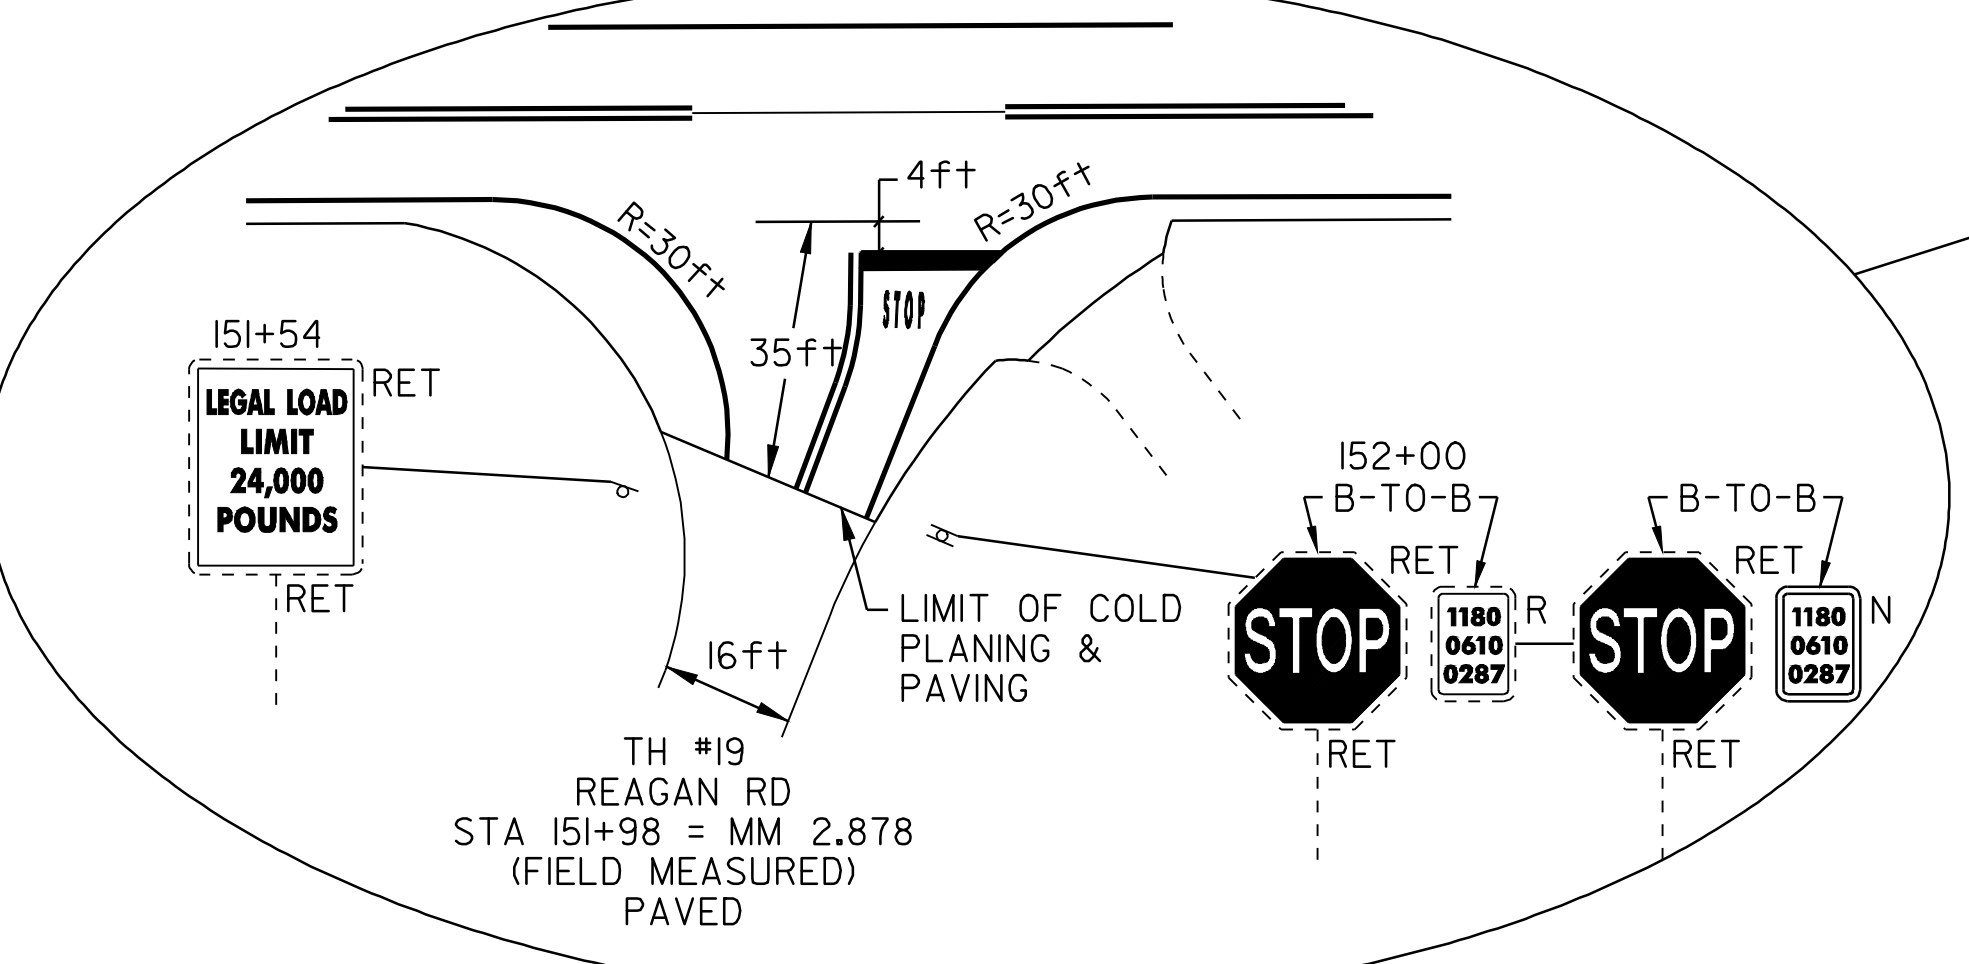 4ft
R=30ft
R=30ft
STOP
35ft
151+54
RET
LEGAL LOAD
LIMIT
24,000
POUNDS
RET
152+00
B-TO-B
B-TO-B
RET
RET
STOP
1180
0610
0287
R
STOP
1180
0610
0287
N
RET
RET
LIMIT OF COLD
PLANING &
PAVING
16ft
TH #19
REAGAN RD
STA 151+98 = MM 2.878
(FIELD MEASURED)
PAVED